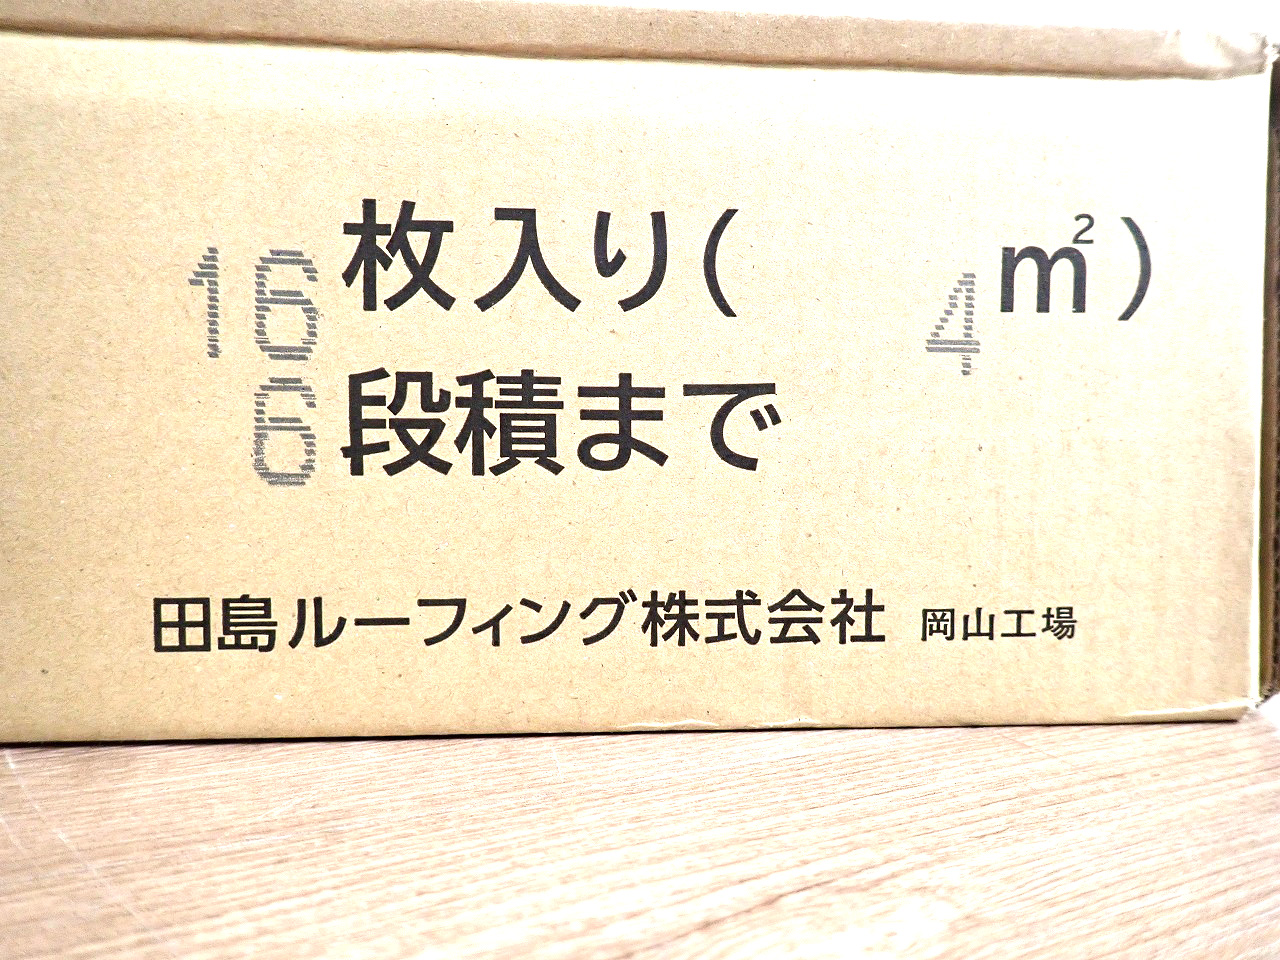 16枚入り( 4㎡)
6段積まで
田島ルーフィング株式会社 岡山工場